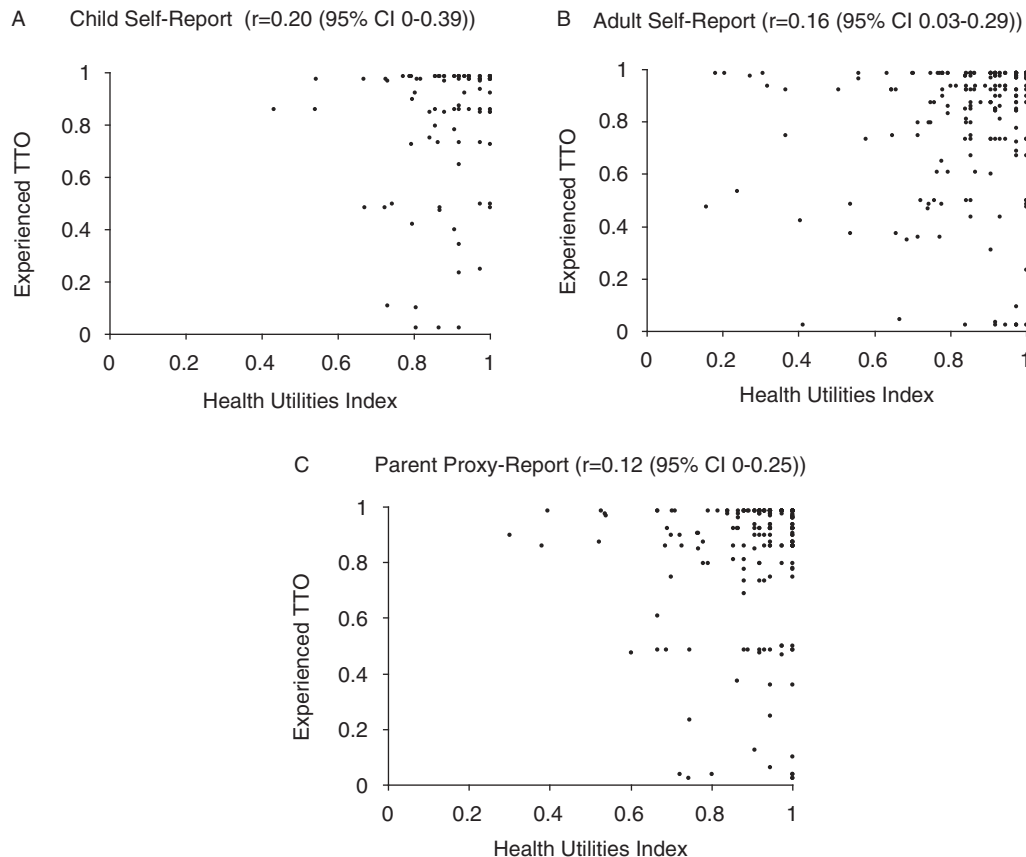 A Child Self-Report (r=0.20 (95% CI 0-0.39))
1
0.8
0.6
0.4
0.2
0
Experienced TTO
0 0.2 0.4 0.6 0.8 1
Health Utilities Index
B Adult Self-Report (r=0.16 (95% CI 0.03-0.29))
1
0.8
0.6
0.4
0.2
0
Experienced TTO
0 0.2 0.4 0.6 0.8 1
Health Utilities Index
C Parent Proxy-Report (r=0.12 (95% CI 0-0.25))
1
0.8
0.6
0.4
0.2
0
Experienced TTO
0 0.2 0.4 0.6 0.8 1
Health Utilities Index